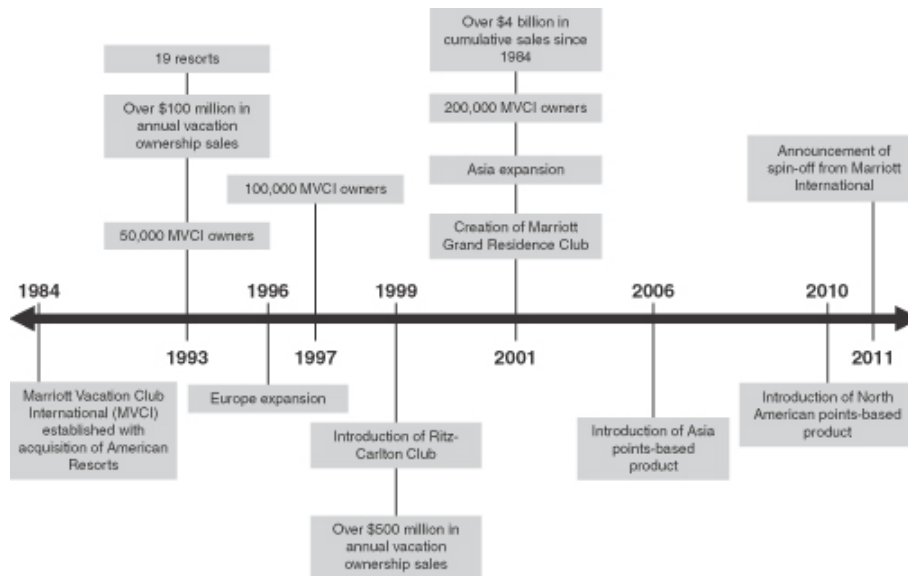 19 resorts
Over $100 million in
annual vacation
ownership sales
50,000 MVCI owners
100,000 MVCI owners
Over $4 billion in
cumulative sales since
1984
200,000 MVCI owners
Asia expansion
Creation of Marriott
Grand Residence Club
Announcement of
spin-off from Marriott
International
1984
1996
1999
2006
2010
1993
1997
2001
2011
Marriott Vacation Club
International (MVCI)
established with
acquisition of American
Resorts
Europe expansion
Introduction of Ritz-
Carlton Club
Over $500 million in
annual vacation
ownership sales
Introduction of Asia
points-based
product
Introduction of North
American points-based
product